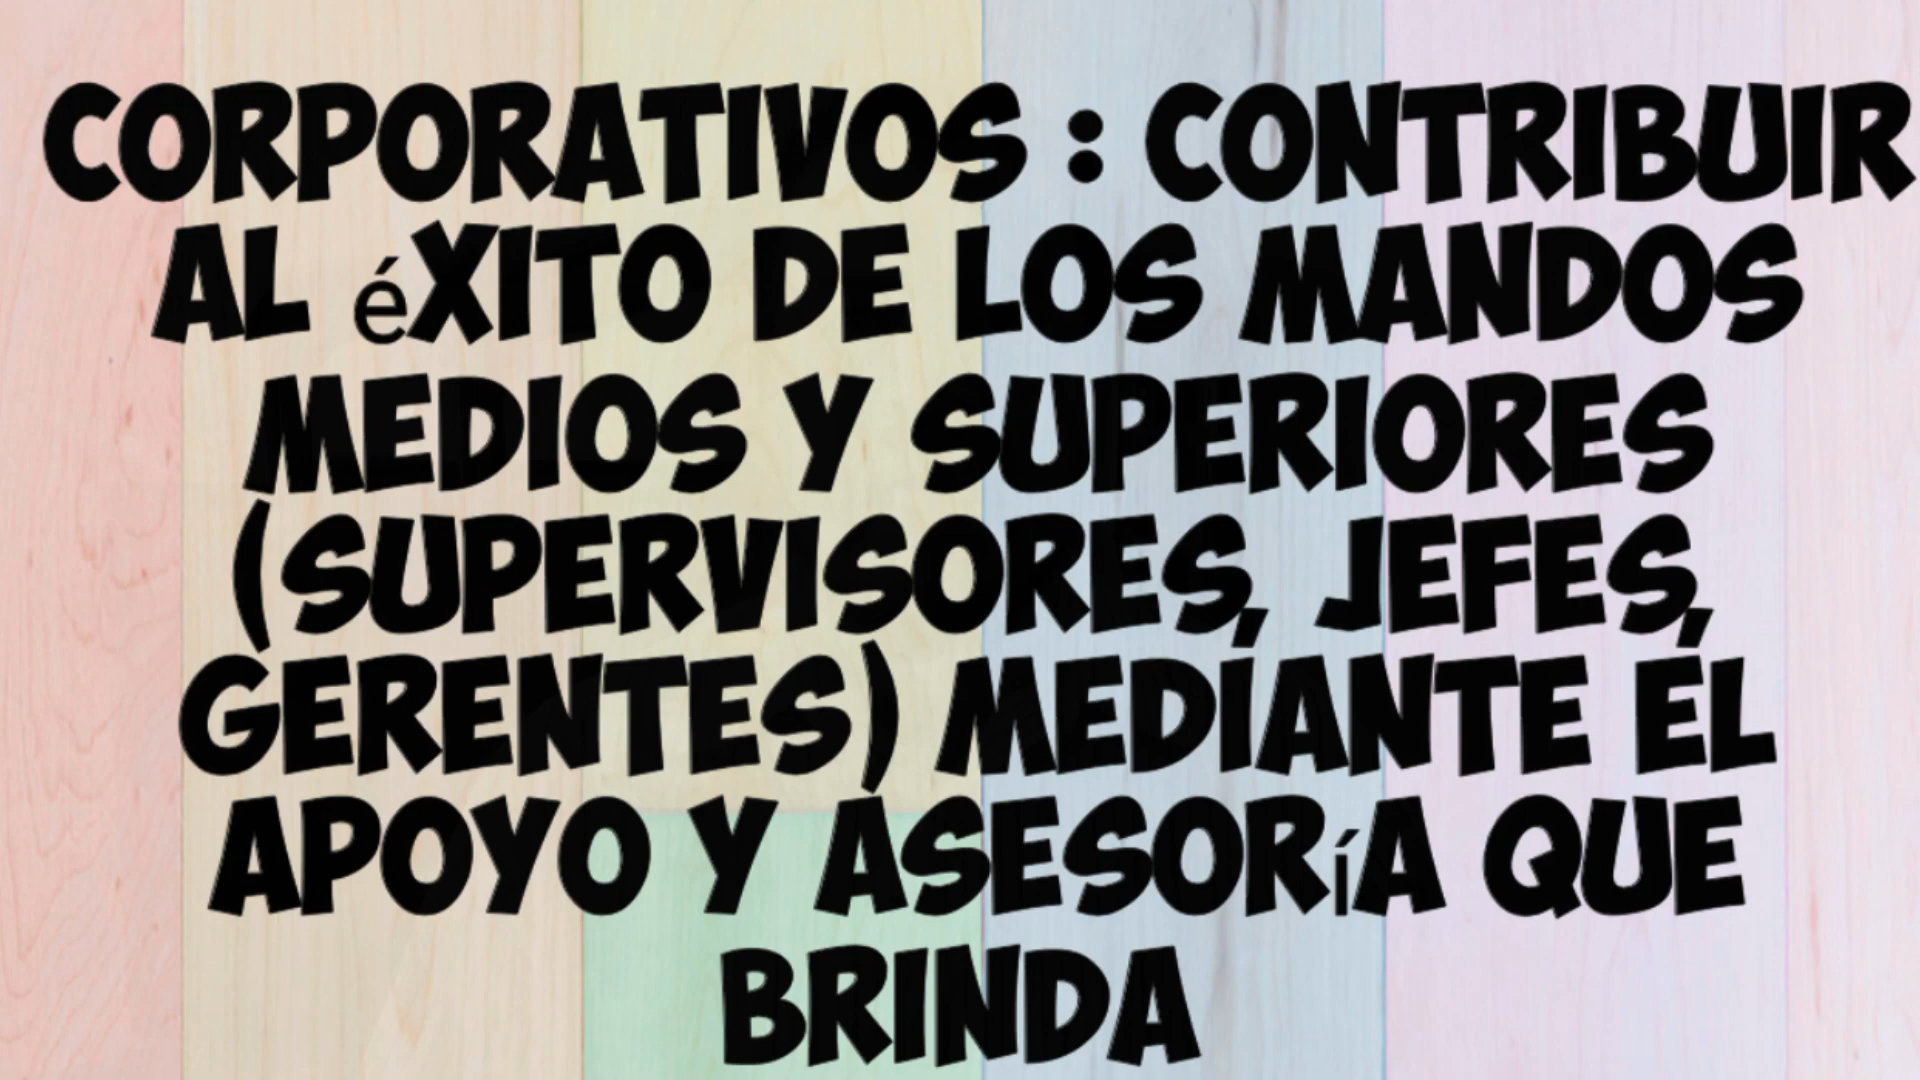 CORPORATIVOS : CONTRIBUIR
AL éXITO DE LOS MANDOS
MEDIOS Y SUPERIORES
(SUPERVISORES, JEFES,
GERENTES) MEDIANTE EL
APOYO Y ASESORíA QUE
BRINDA